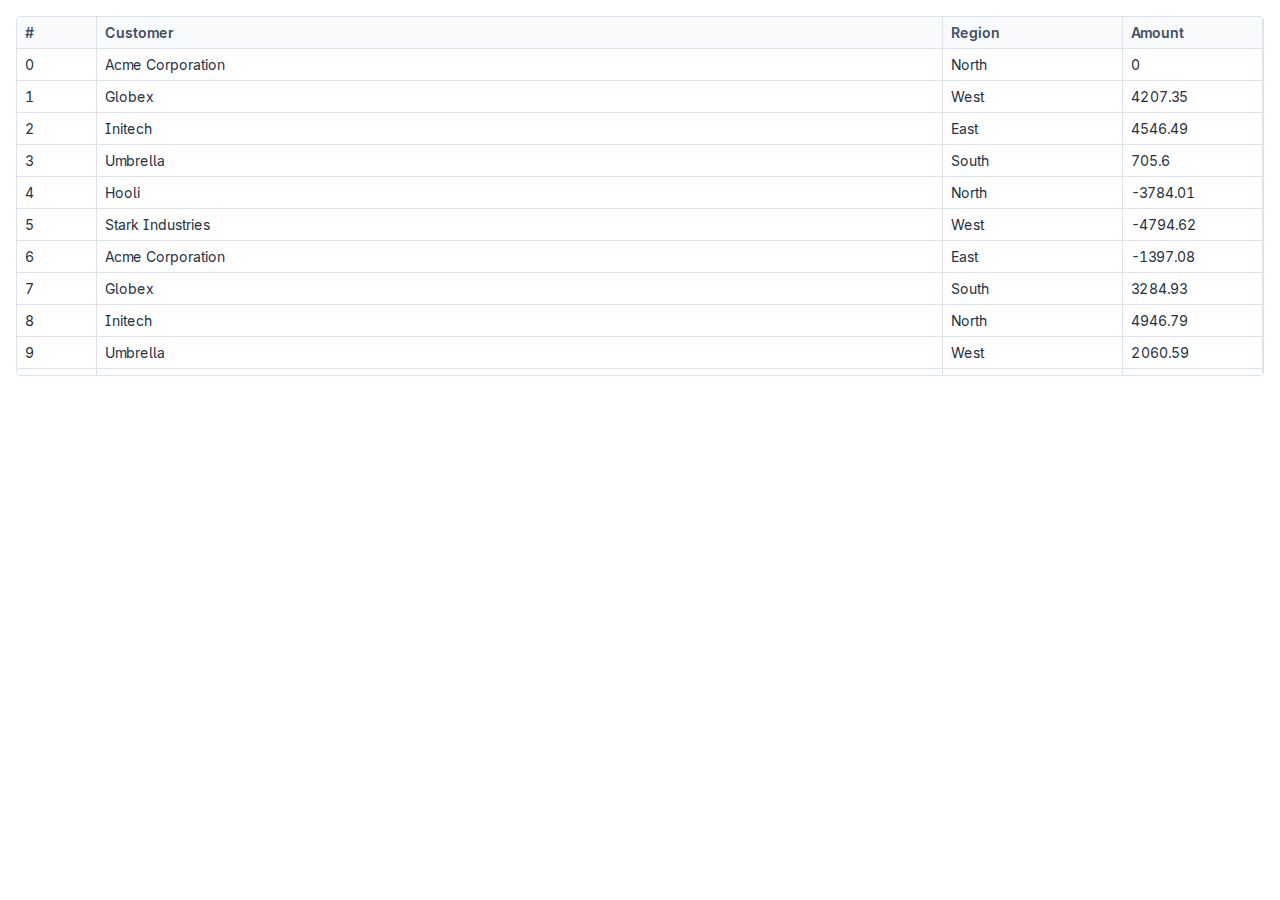 # Customer Region Amount
0 Acme Corporation North 0
1 Globex West 4207.35
2 Initech East 4546.49
3 Umbrella South 705.6
4 Hooli North -3784.01
5 Stark Industries West -4794.62
6 Acme Corporation East -1397.08
7 Globex South 3284.93
8 Initech North 4946.79
9 Umbrella West 2060.59